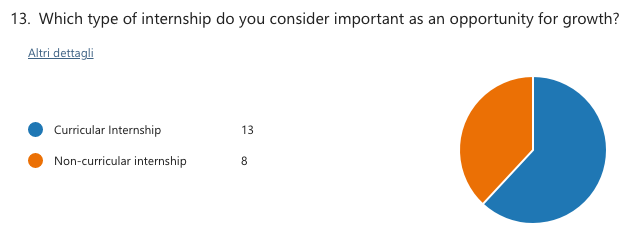 13. Which type of internship do you consider important as an opportunity for growth?
Altri dettagli
Curricular Internship 13
Non-curricular internship 8